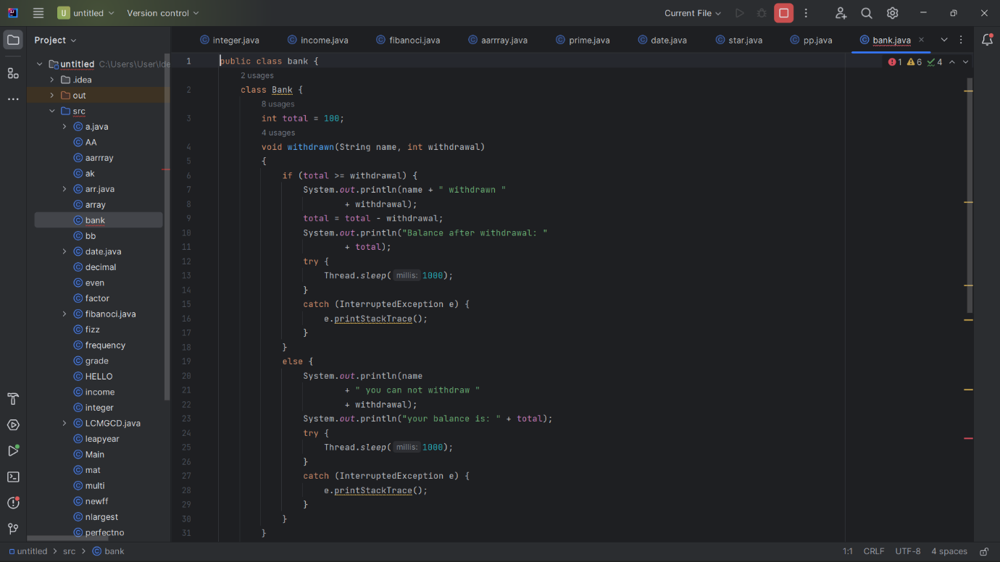 U untitled Version control Current File
Project
integer.java income.java fibanoci.java aarrray.java prime.java date.java star.java pp.java bank.java
untitled C:\Users\User\Ide
.idea
out
src
a.java
AA
aarrray
ak
arr.java
array
bank
bb
date.java
decimal
even
factor
fibanoci.java
fizz
frequency
grade
HELLO
income
integer
LCMGCD.java
leapyear
Main
mat
multi
newff
nlargest
perfectno
1 6 4
1 public class bank {
2 usages
2 class Bank {
8 usages
3 int total = 100;
4 usages
4 void withdrawn(String name, int withdrawal)
5 {
6 if (total >= withdrawal) {
7 System.out.println(name + " withdrawn "
8 + withdrawal);
9 total = total - withdrawal;
10 System.out.println("Balance after withdrawal: "
11 + total);
12 try {
13 Thread.sleep( millis: 1000);
14 }
15 catch (InterruptedException e) {
16 e.printStackTrace();
17 }
18 }
19 else {
20 System.out.println(name
21 + " you can not withdraw "
22 + withdrawal);
23 System.out.println("your balance is: " + total);
24 try {
25 Thread.sleep( millis: 1000);
26 }
27 catch (InterruptedException e) {
28 e.printStackTrace();
29 }
30 }
31 }
untitled > src > bank 1:1 CRLF UTF-8 4 spaces